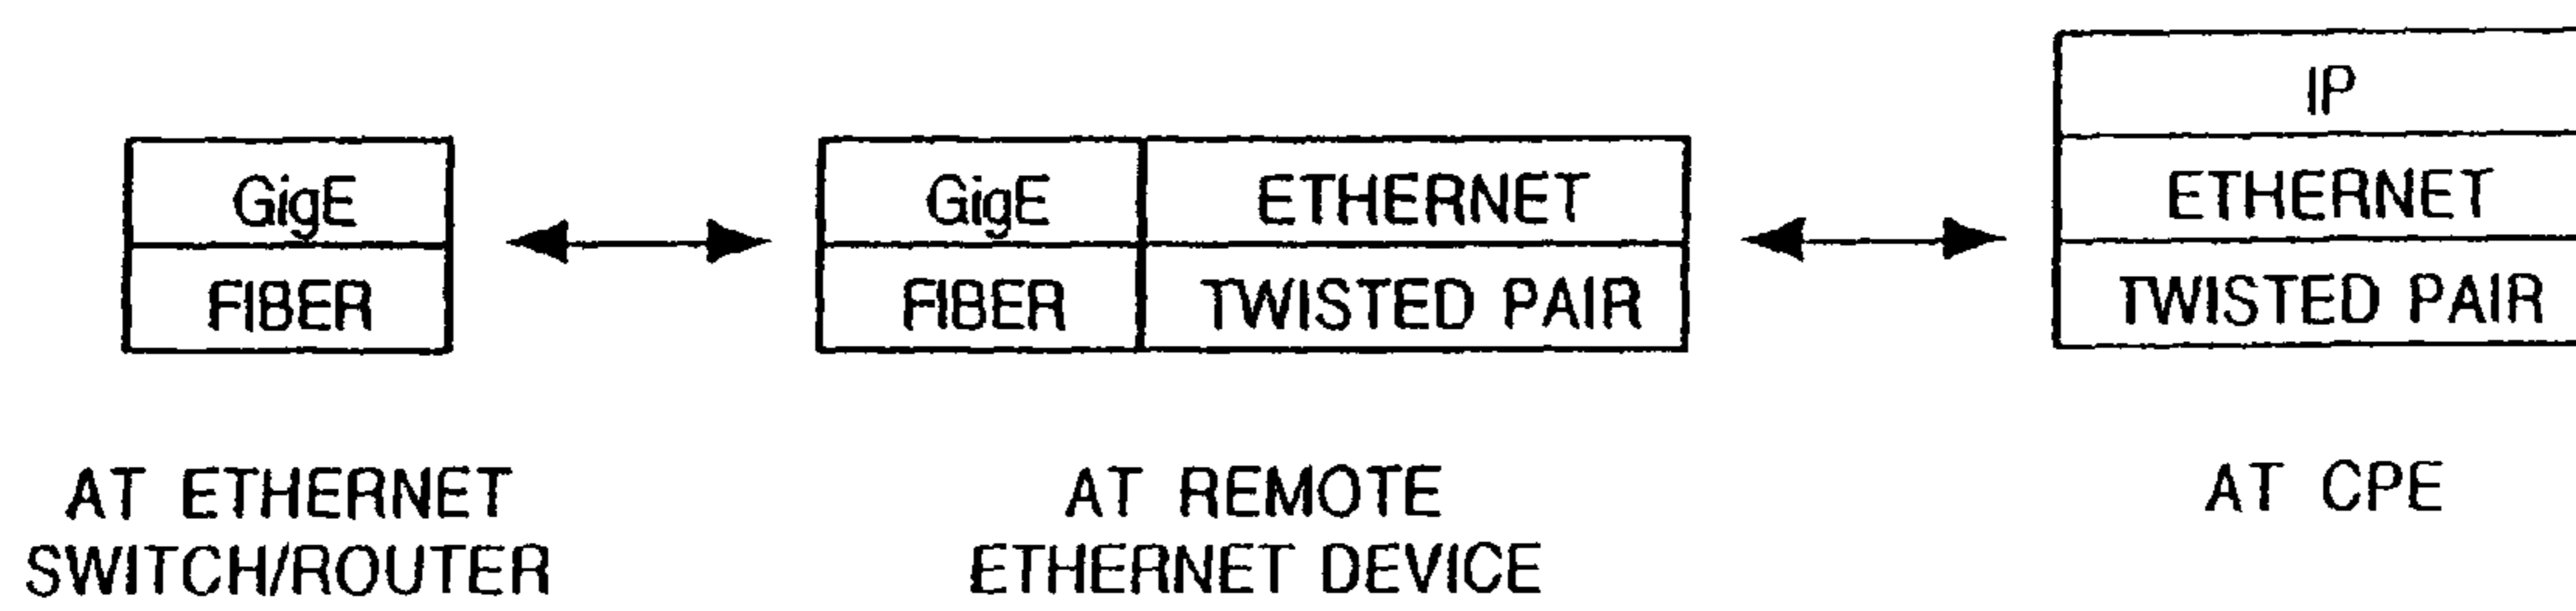 GigE
FIBER
GigE
ETHERNET
FIBER
TWISTED PAIR
IP
ETHERNET
TWISTED PAIR
AT ETHERNET
SWITCH/ROUTER
AT REMOTE
ETHERNET DEVICE
AT CPE